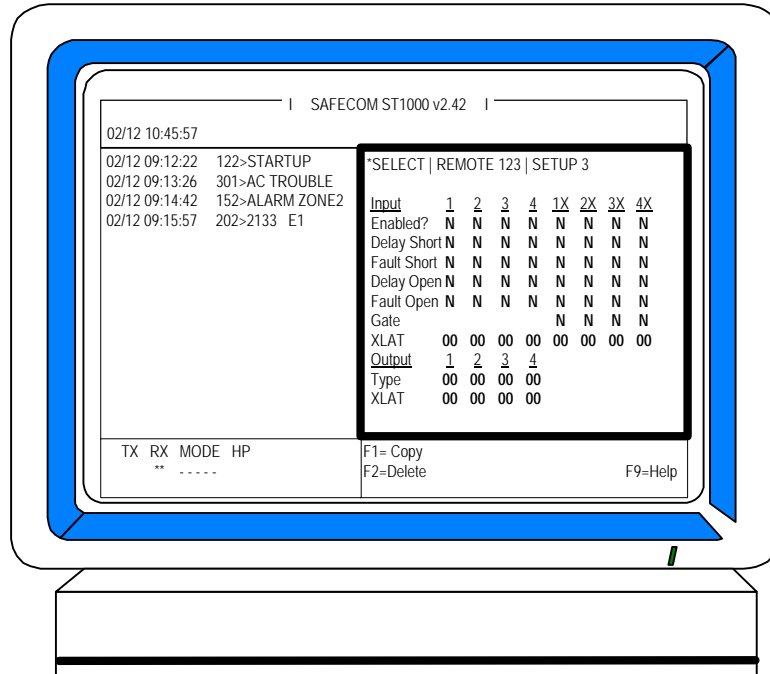 SAFECOM ST1000 v2.42
02/12 10:45:57
02/12 09:12:22 122>STARTUP
02/12 09:13:26 301>AC TROUBLE
02/12 09:14:42 152>ALARM ZONE2
02/12 09:15:57 202>2133 E1
*SELECT | REMOTE 123 | SETUP 3
Input 1 2 3 4 1X 2X 3X 4X
Enabled? N N N N N N N N
Delay Short N N N N N N N N
Fault Short N N N N N N N N
Delay Open N N N N N N N N
Fault Open N N N N N N N N
Gate N N N N
XLAT 00 00 00 00 00 00 00 00
Output 1 2 3 4
Type 00 00 00 00
XLAT 00 00 00 00
TX RX MODE HP
** - - - - -
F1= Copy
F2=Delete F9=Help